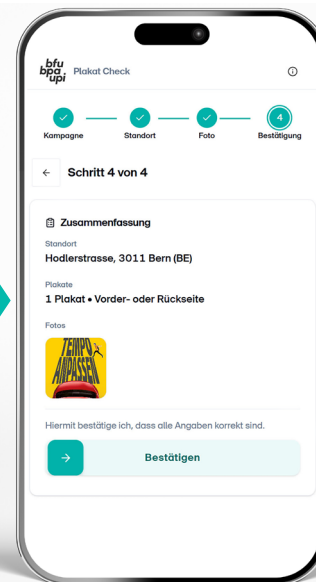 bfu
bpa
upi
Plakat Check
4
Kampagne
Standort
Foto
Bestätigung
Schritt 4 von 4
Zusammenfassung
Standort
Hodlerstrasse, 3011 Bern (BE)
Plakate
1 Plakat • Vorder- oder Rückseite
Fotos
TEMPO
ANPASSEN
Hiermit bestätige ich, dass alle Angaben korrekt sind.
Bestätigen